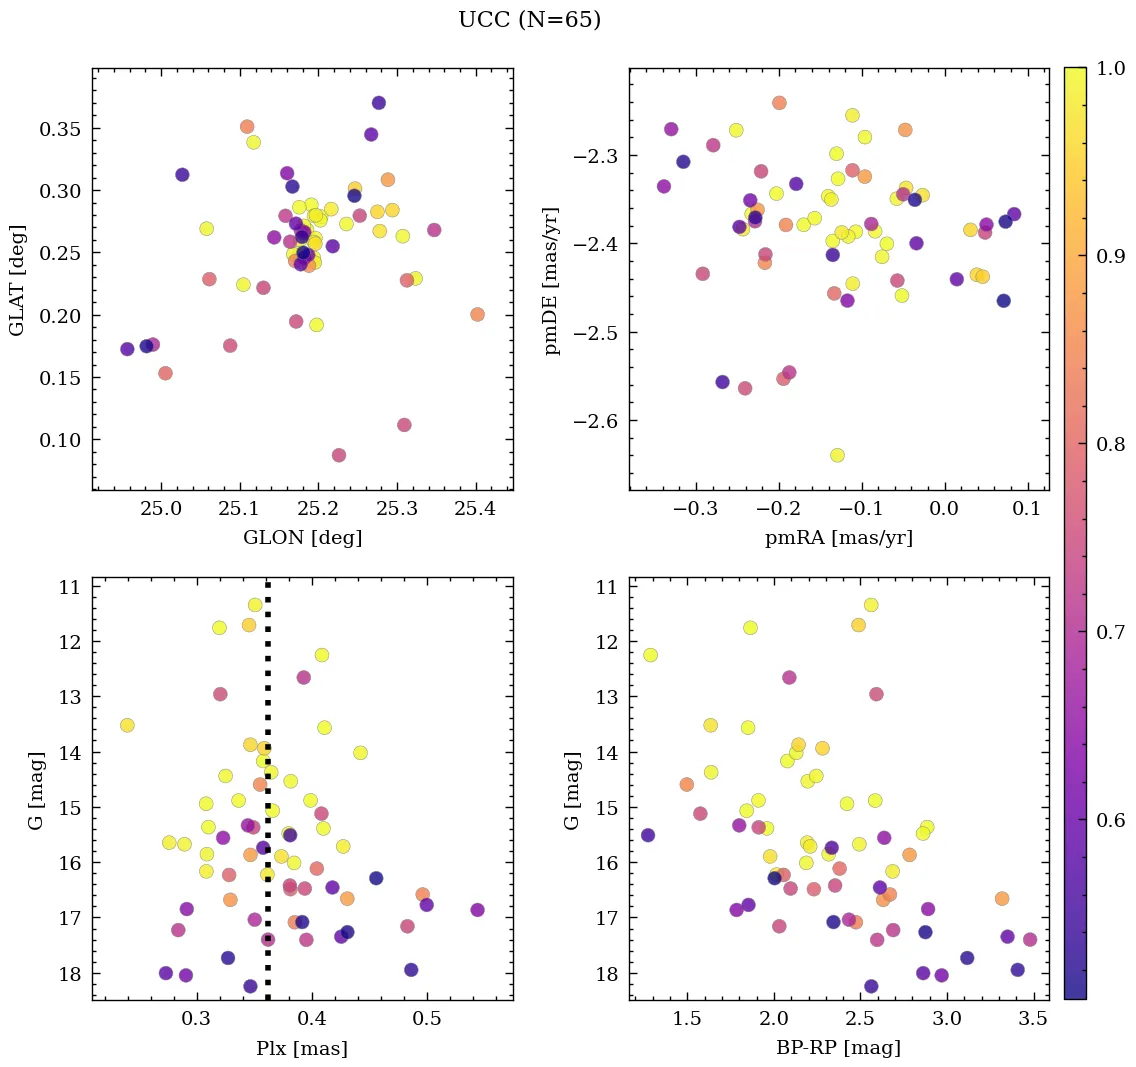 UCC (N=65)
0.35
0.30
0.25
0.20
0.15
0.10
GLAT [deg]
25.0 25.1 25.2 25.3 25.4
GLON [deg]
−2.3
−2.4
−2.5
−2.6
pmDE [mas/yr]
−0.3 −0.2 −0.1 0.0 0.1
pmRA [mas/yr]
11
12
13
14
15
16
17
18
G [mag]
0.3 0.4 0.5
Plx [mas]
11
12
13
14
15
16
17
18
G [mag]
1.5 2.0 2.5 3.0 3.5
BP-RP [mag]
1.0
0.9
0.8
0.7
0.6